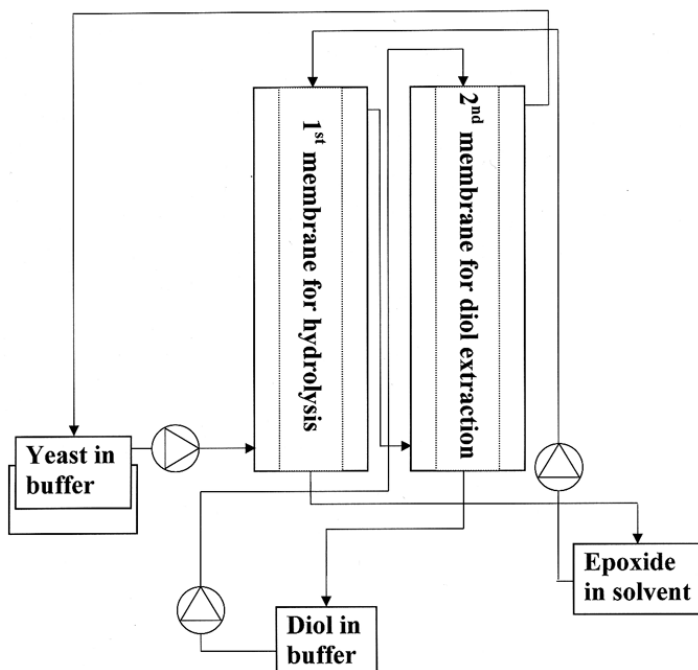 1st membrane for hydrolysis
2nd membrane for diol extraction
Yeast in
buffer
Epoxide
in solvent
Diol in
buffer